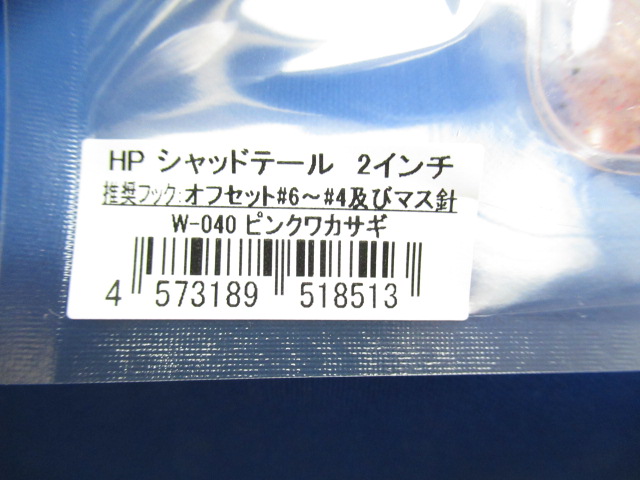 HP シャッドテール 2インチ
推奨フック:オフセット#6〜#4及びマス針
W-040 ピンクワカサギ
4 573189 518513